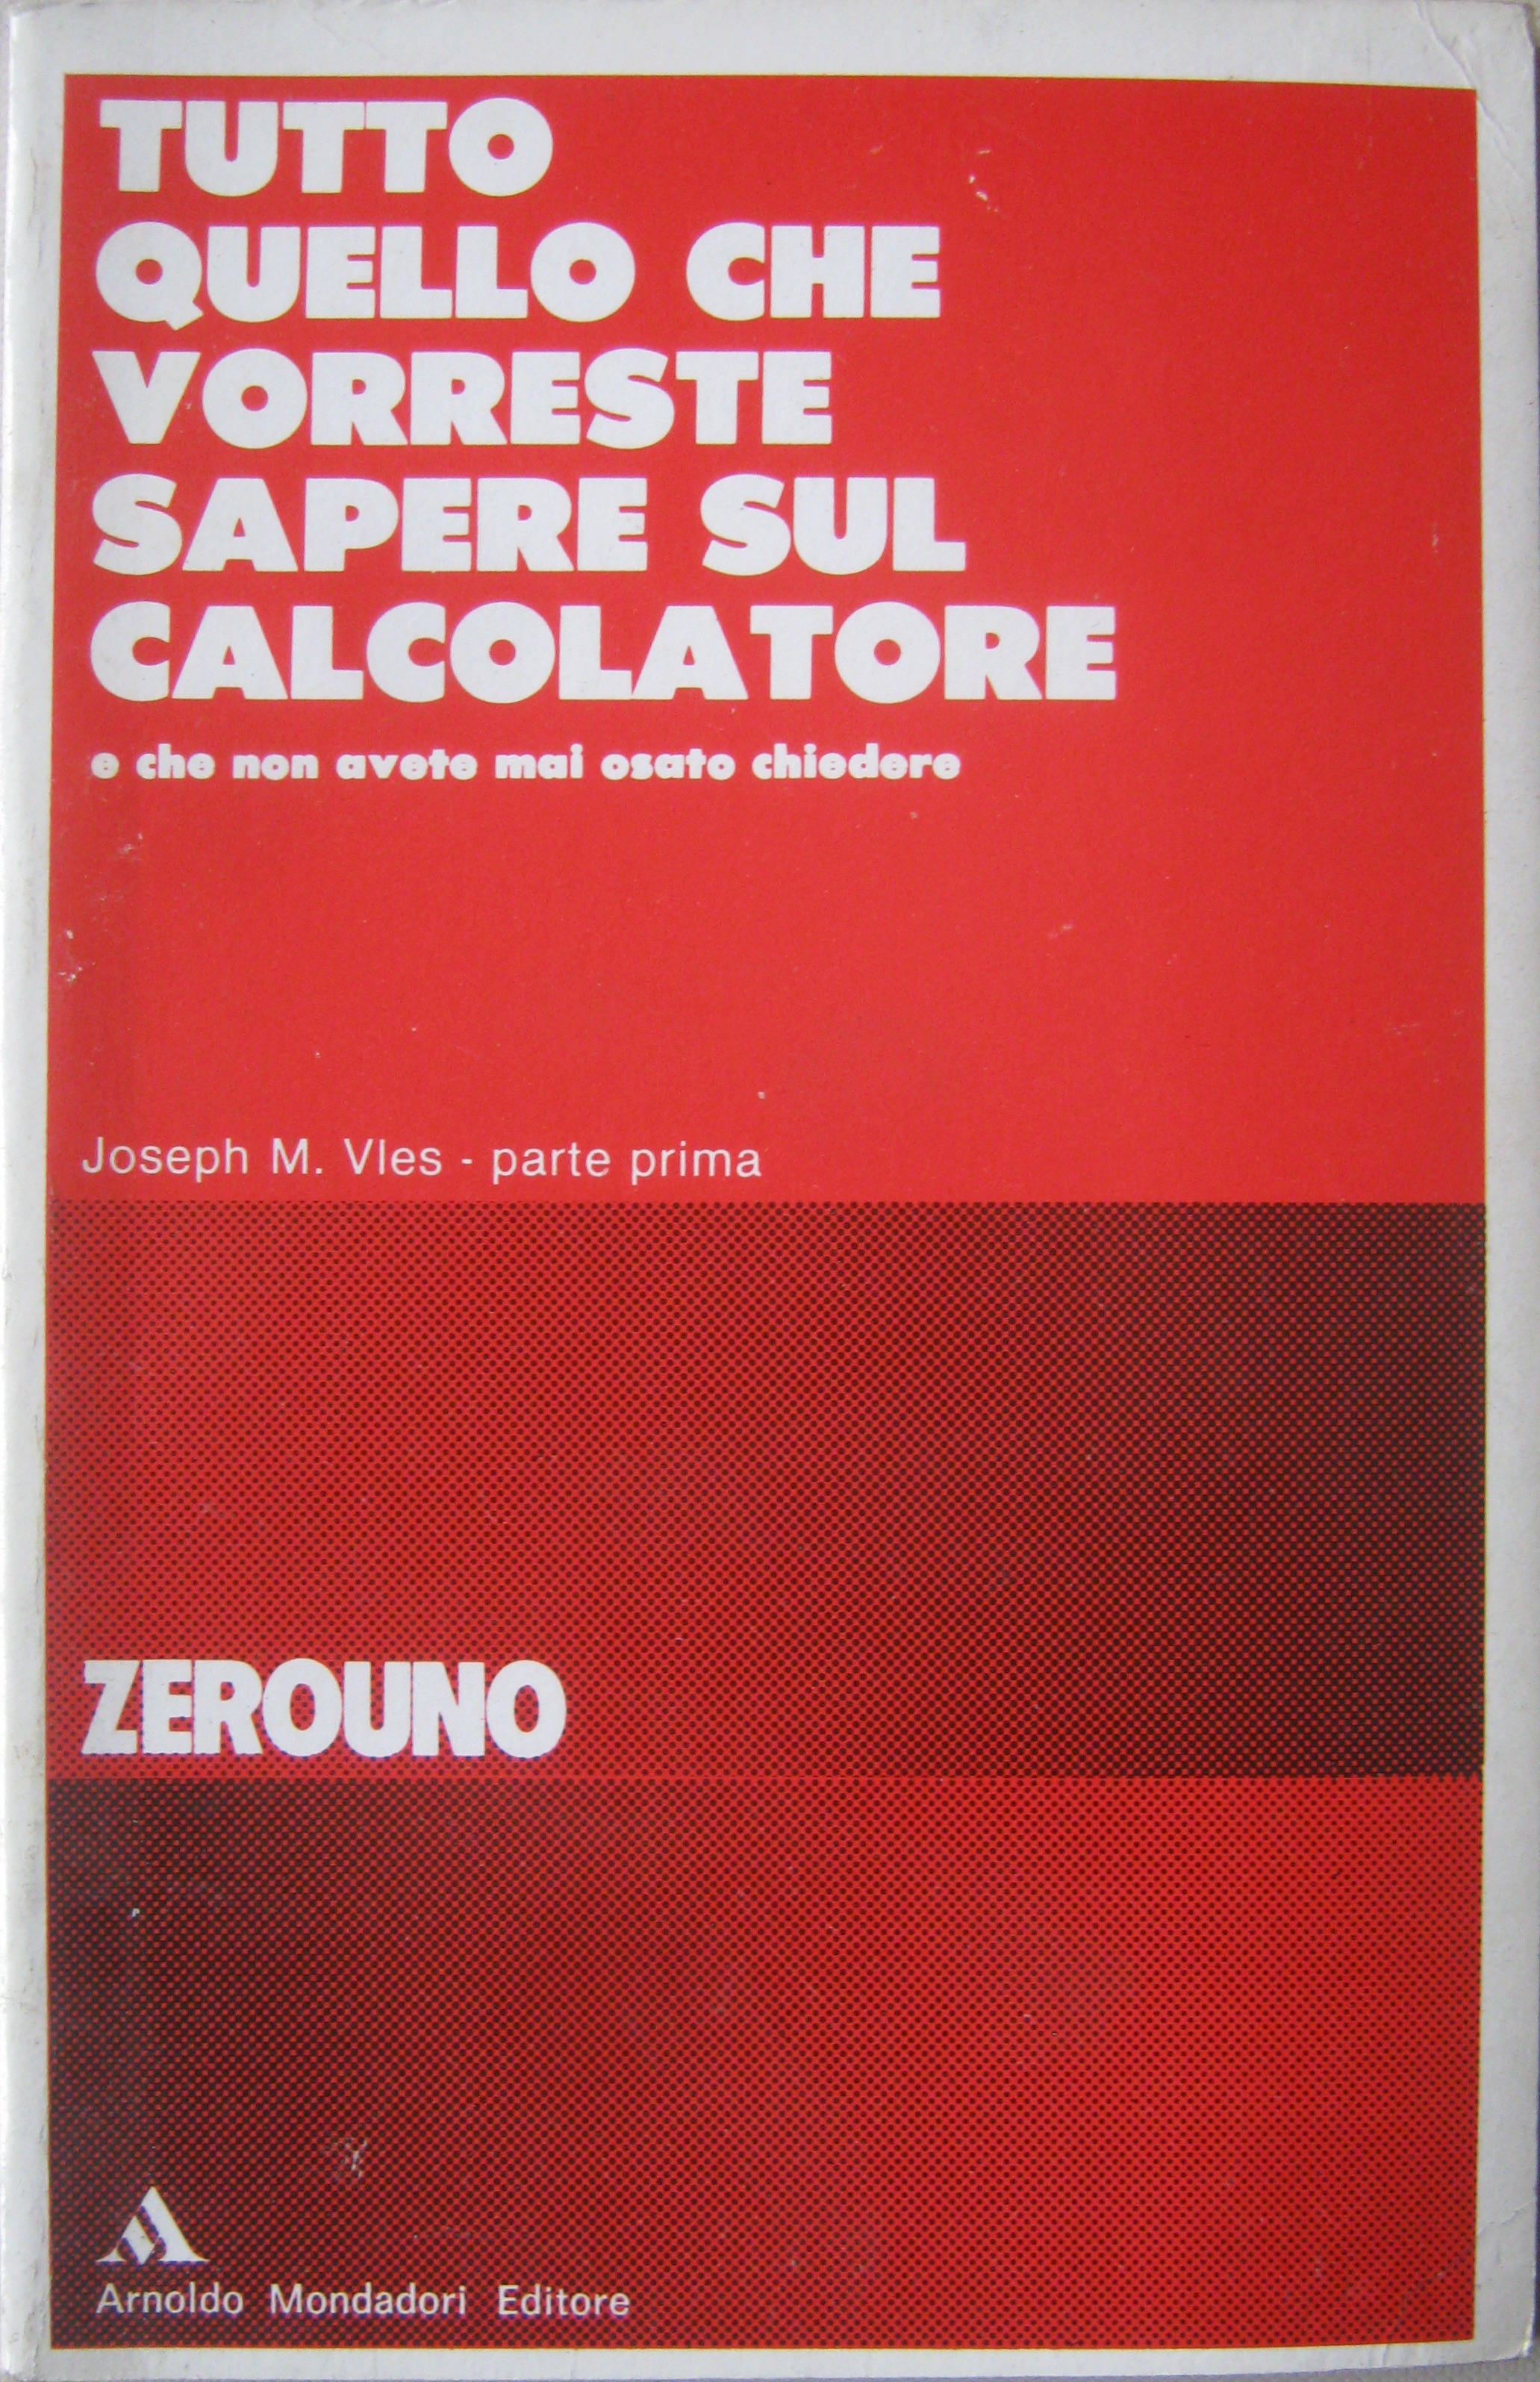 TUTTO
QUELLO CHE
VORRESTE
SAPERE SUL
CALCOLATORE
e che non avete mai osato chiedere
Joseph M. Vles - parte prima
ZEROUNO
Arnoldo Mondadori Editore